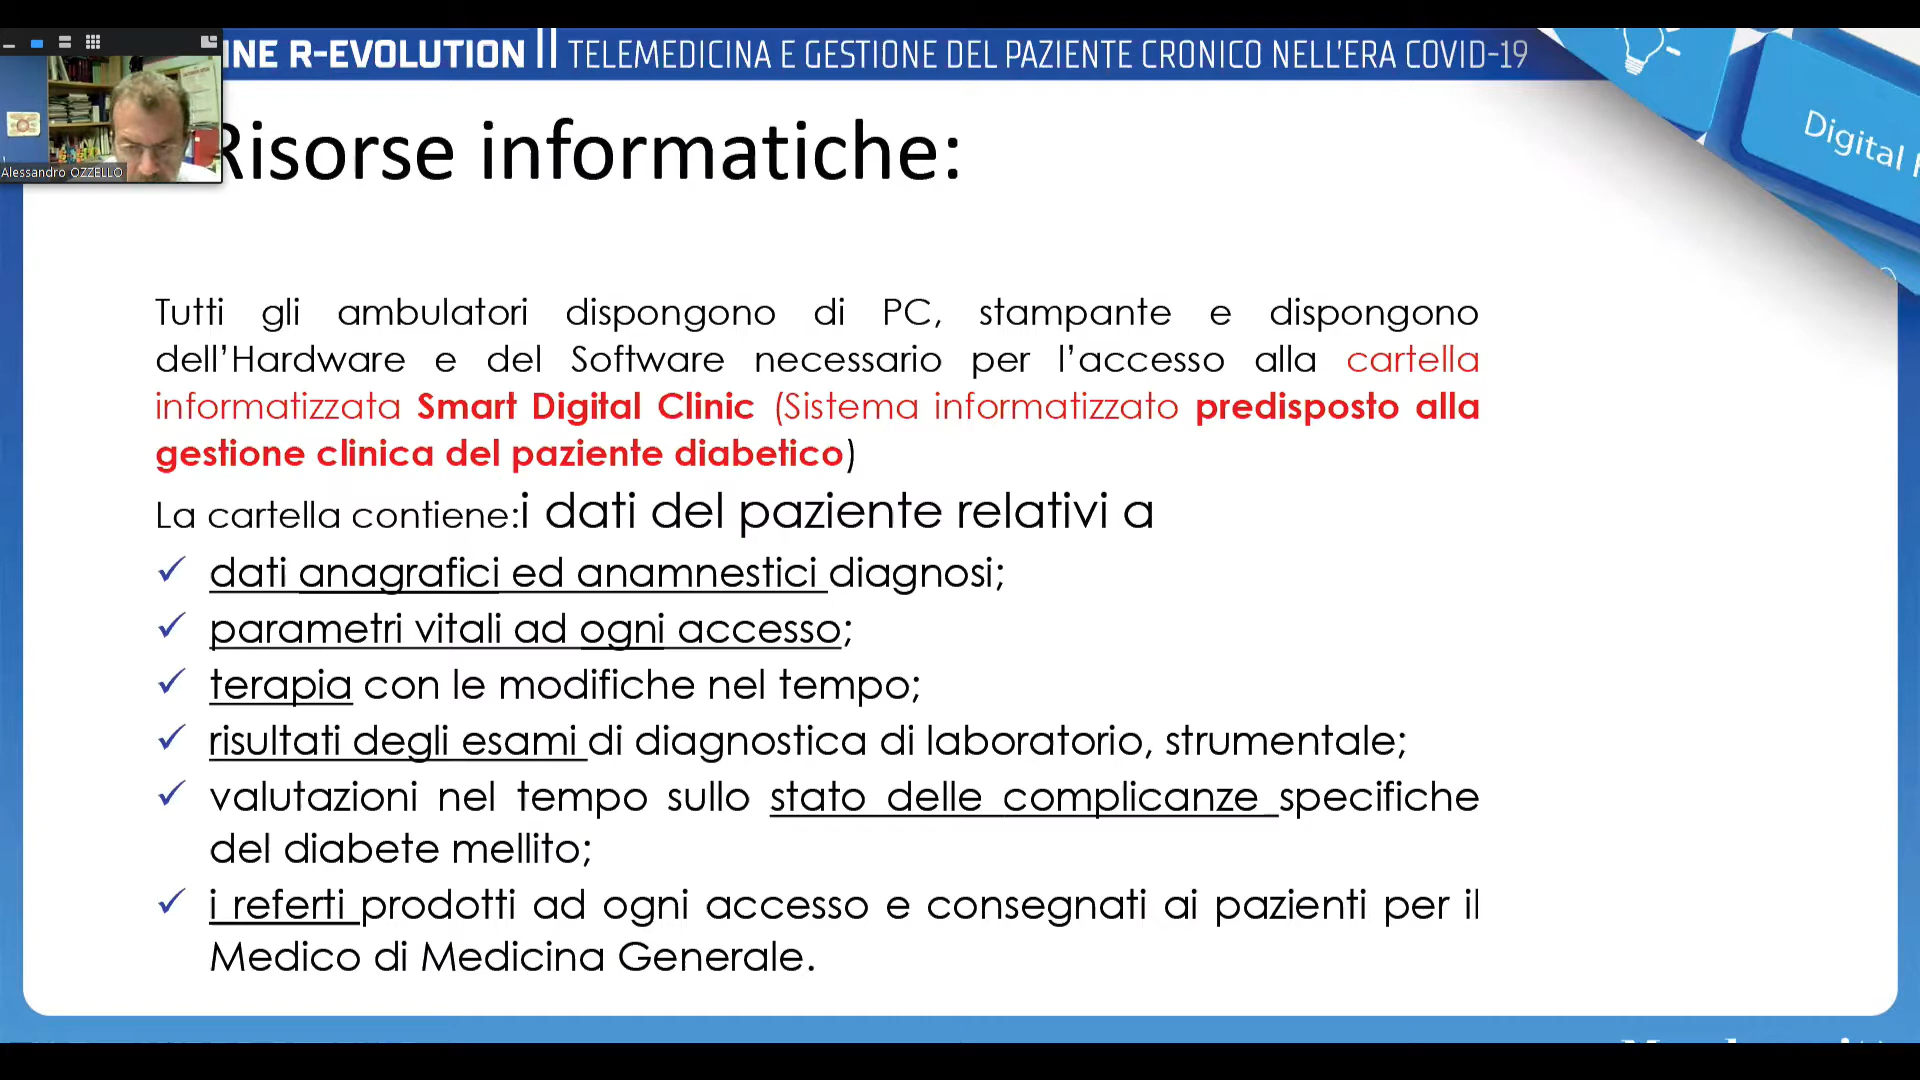 INE R-EVOLUTION || TELEMEDICINA E GESTIONE DEL PAZIENTE CRONICO NELL'ERA COVID-19
Digital
Alessandro OZZELLO
Risorse informatiche:
Tutti gli ambulatori dispongono di PC, stampante e dispongono
dell'Hardware e del Software necessario per l'accesso alla cartella
informatizzata Smart Digital Clinic (Sistema informatizzato predisposto alla
gestione clinica del paziente diabetico)
La cartella contiene:i dati del paziente relativi a
✓ dati anagrafici ed anamnestici diagnosi;
✓ parametri vitali ad ogni accesso;
✓ terapia con le modifiche nel tempo;
✓ risultati degli esami di diagnostica di laboratorio, strumentale;
✓ valutazioni nel tempo sullo stato delle complicanze specifiche
del diabete mellito;
✓ i referti prodotti ad ogni accesso e consegnati ai pazienti per il
Medico di Medicina Generale.